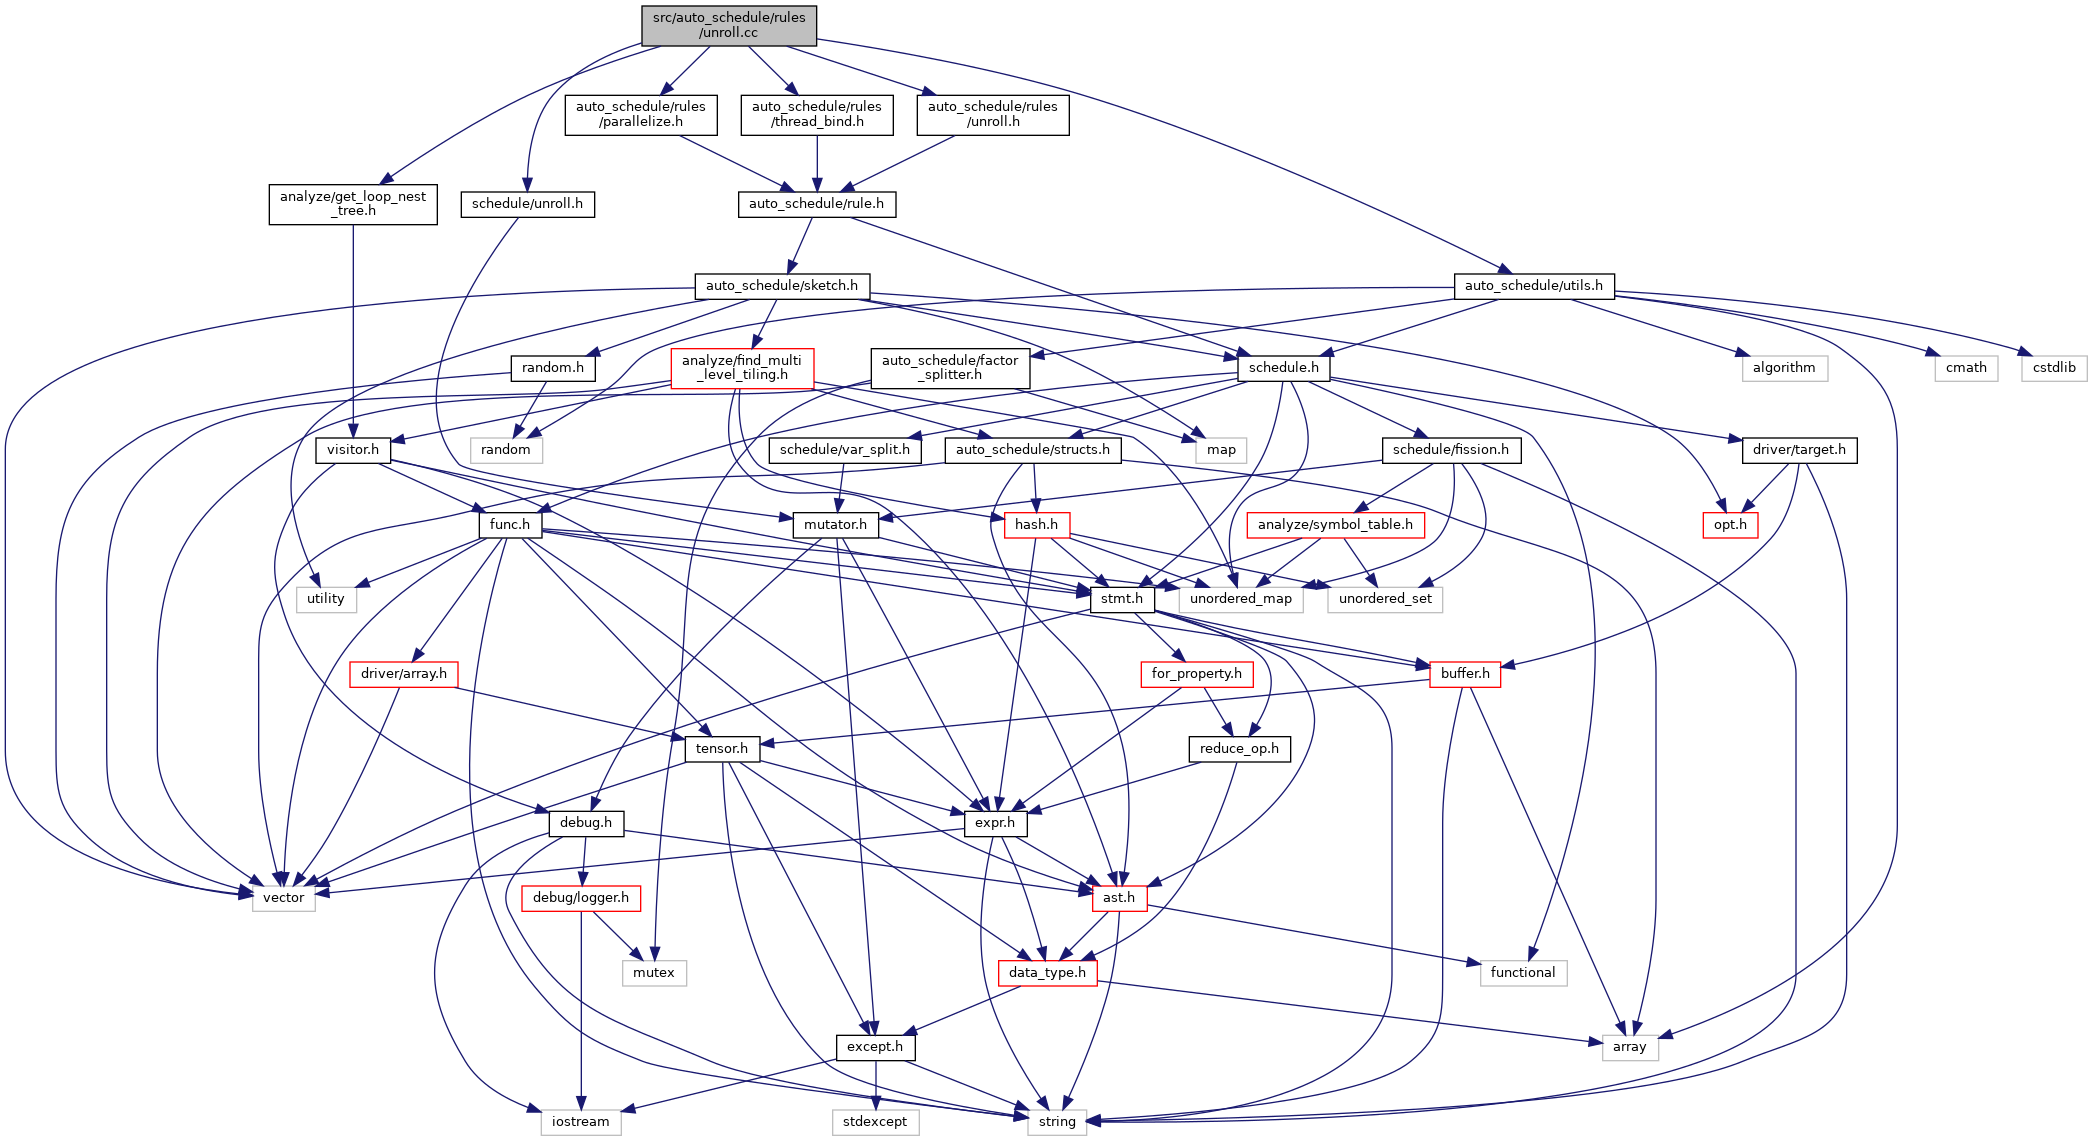 src/auto_schedule/rules
/unroll.cc
auto_schedule/rules
/parallelize.h
auto_schedule/rules
/thread_bind.h
auto_schedule/rules
/unroll.h
analyze/get_loop_nest
_tree.h
schedule/unroll.h
auto_schedule/rule.h
auto_schedule/sketch.h
auto_schedule/utils.h
random.h
analyze/find_multi
_level_tiling.h
auto_schedule/factor
_splitter.h
schedule.h
algorithm
cmath
cstdlib
visitor.h
random
schedule/var_split.h
auto_schedule/structs.h
map
schedule/fission.h
driver/target.h
func.h
mutator.h
hash.h
analyze/symbol_table.h
opt.h
utility
stmt.h
unordered_map
unordered_set
driver/array.h
for_property.h
buffer.h
tensor.h
reduce_op.h
debug.h
expr.h
vector
debug/logger.h
ast.h
mutex
data_type.h
functional
except.h
array
iostream
stdexcept
string